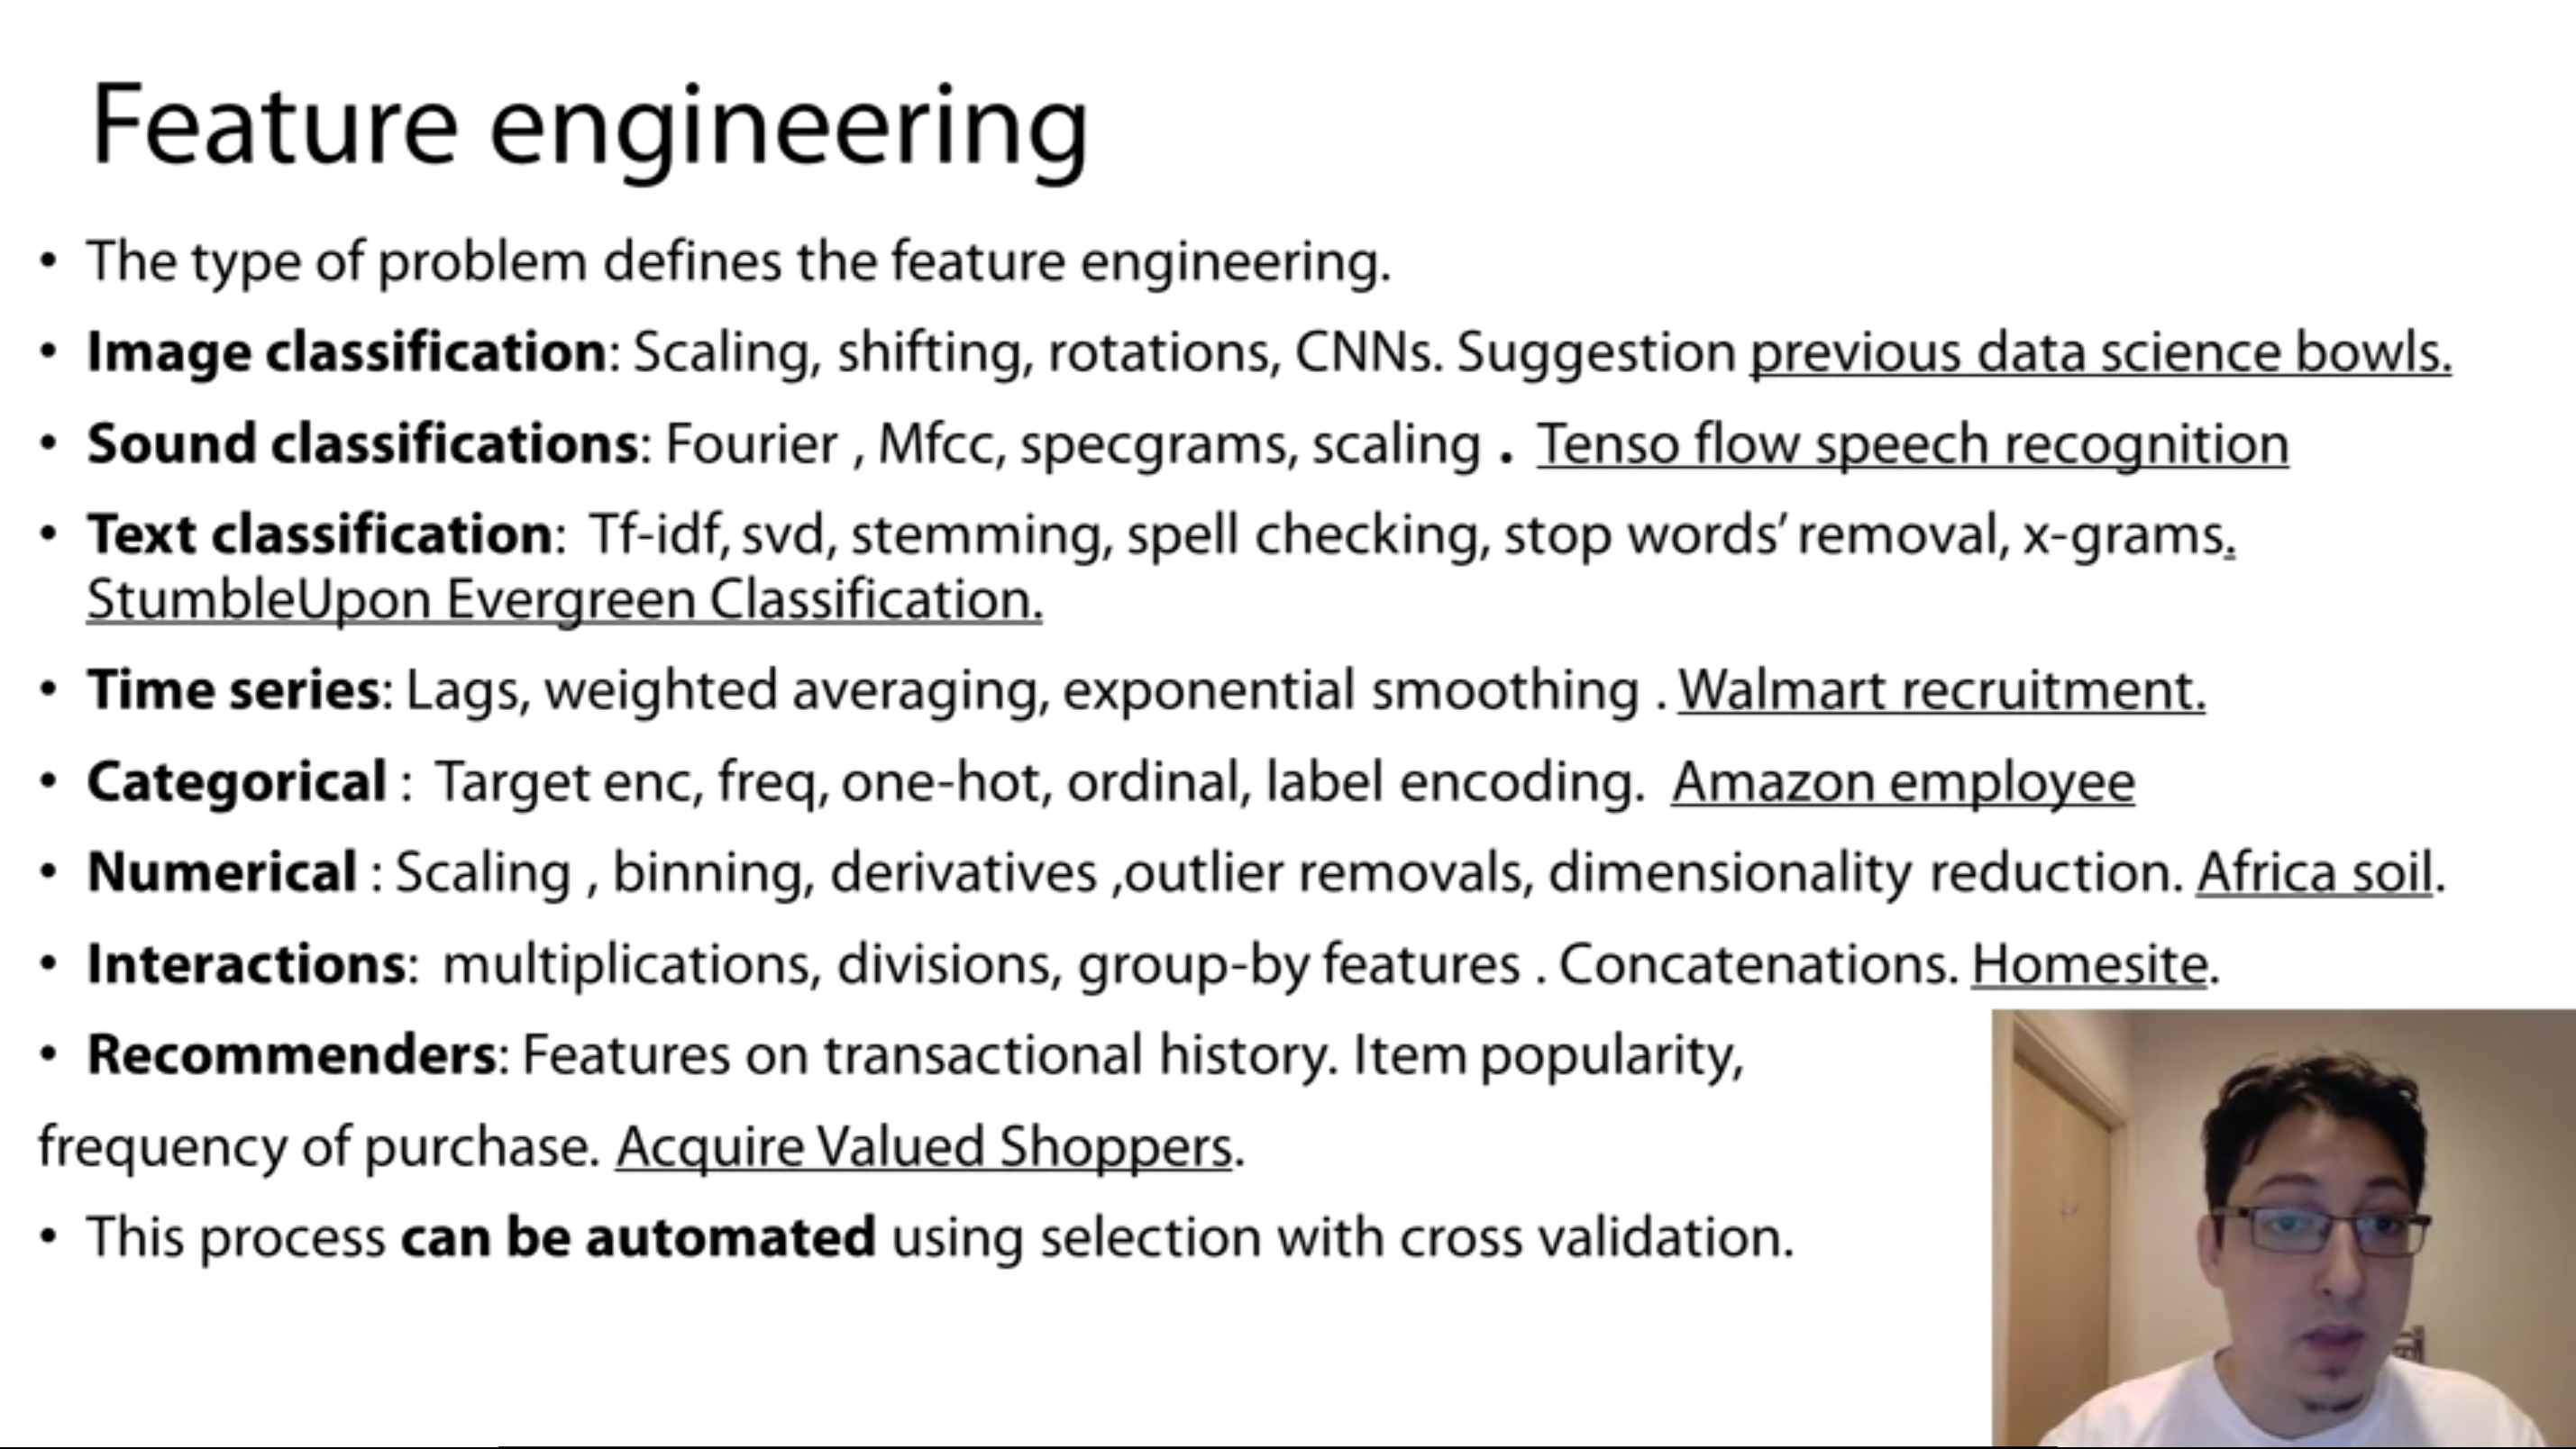 Feature engineering
• The type of problem defines the feature engineering.
• Image classification: Scaling, shifting, rotations, CNNs. Suggestion previous data science bowls.
• Sound classifications: Fourier , Mfcc, specgrams, scaling . Tenso flow speech recognition
• Text classification: Tf-idf, svd, stemming, spell checking, stop words’ removal, x-grams.
StumbleUpon Evergreen Classification.
• Time series: Lags, weighted averaging, exponential smoothing . Walmart recruitment.
• Categorical : Target enc, freq, one-hot, ordinal, label encoding. Amazon employee
• Numerical : Scaling , binning, derivatives ,outlier removals, dimensionality reduction. Africa soil.
• Interactions: multiplications, divisions, group-by features . Concatenations. Homesite.
• Recommenders: Features on transactional history. Item popularity,
frequency of purchase. Acquire Valued Shoppers.
• This process can be automated using selection with cross validation.